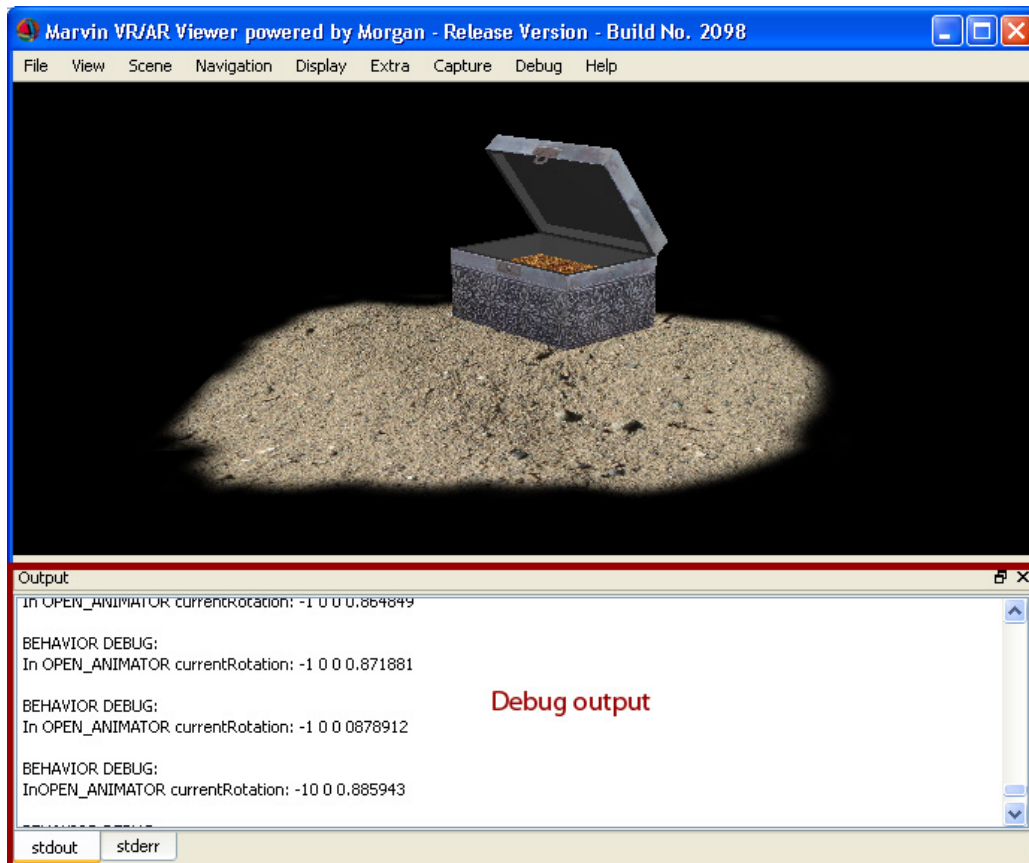 Marvin VR/AR Viewer powered by Morgan - Release Version - Build No. 2098
File View Scene Navigation Display Extra Capture Debug Help
Output
In OPEN_ANIMATOR currentRotation: -1 0 0 0.864849
BEHAVIOR DEBUG:
In OPEN_ANIMATOR currentRotation: -1 0 0 0.871881
Debug output
BEHAVIOR DEBUG:
In OPEN_ANIMATOR currentRotation: -1 0 0 0878912
BEHAVIOR DEBUG:
InOPEN_ANIMATOR currentRotation: -10 0 0.885943
stdout stderr